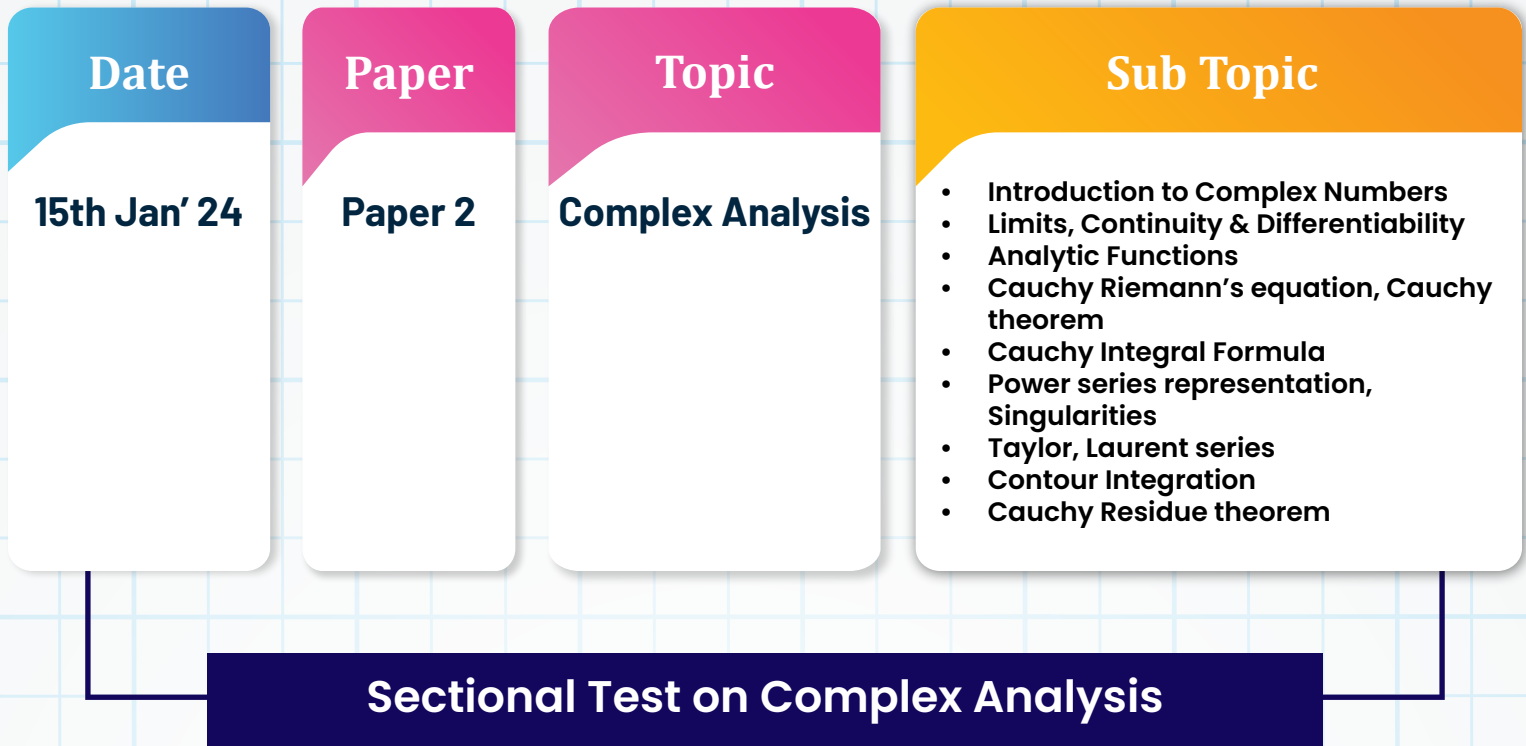 Date
15th Jan’ 24
Paper
Paper 2
Topic
Complex Analysis
Sub Topic
• Introduction to Complex Numbers
• Limits, Continuity & Differentiability
• Analytic Functions
• Cauchy Riemann’s equation, Cauchy
theorem
• Cauchy Integral Formula
• Power series representation,
Singularities
• Taylor, Laurent series
• Contour Integration
• Cauchy Residue theorem
Sectional Test on Complex Analysis